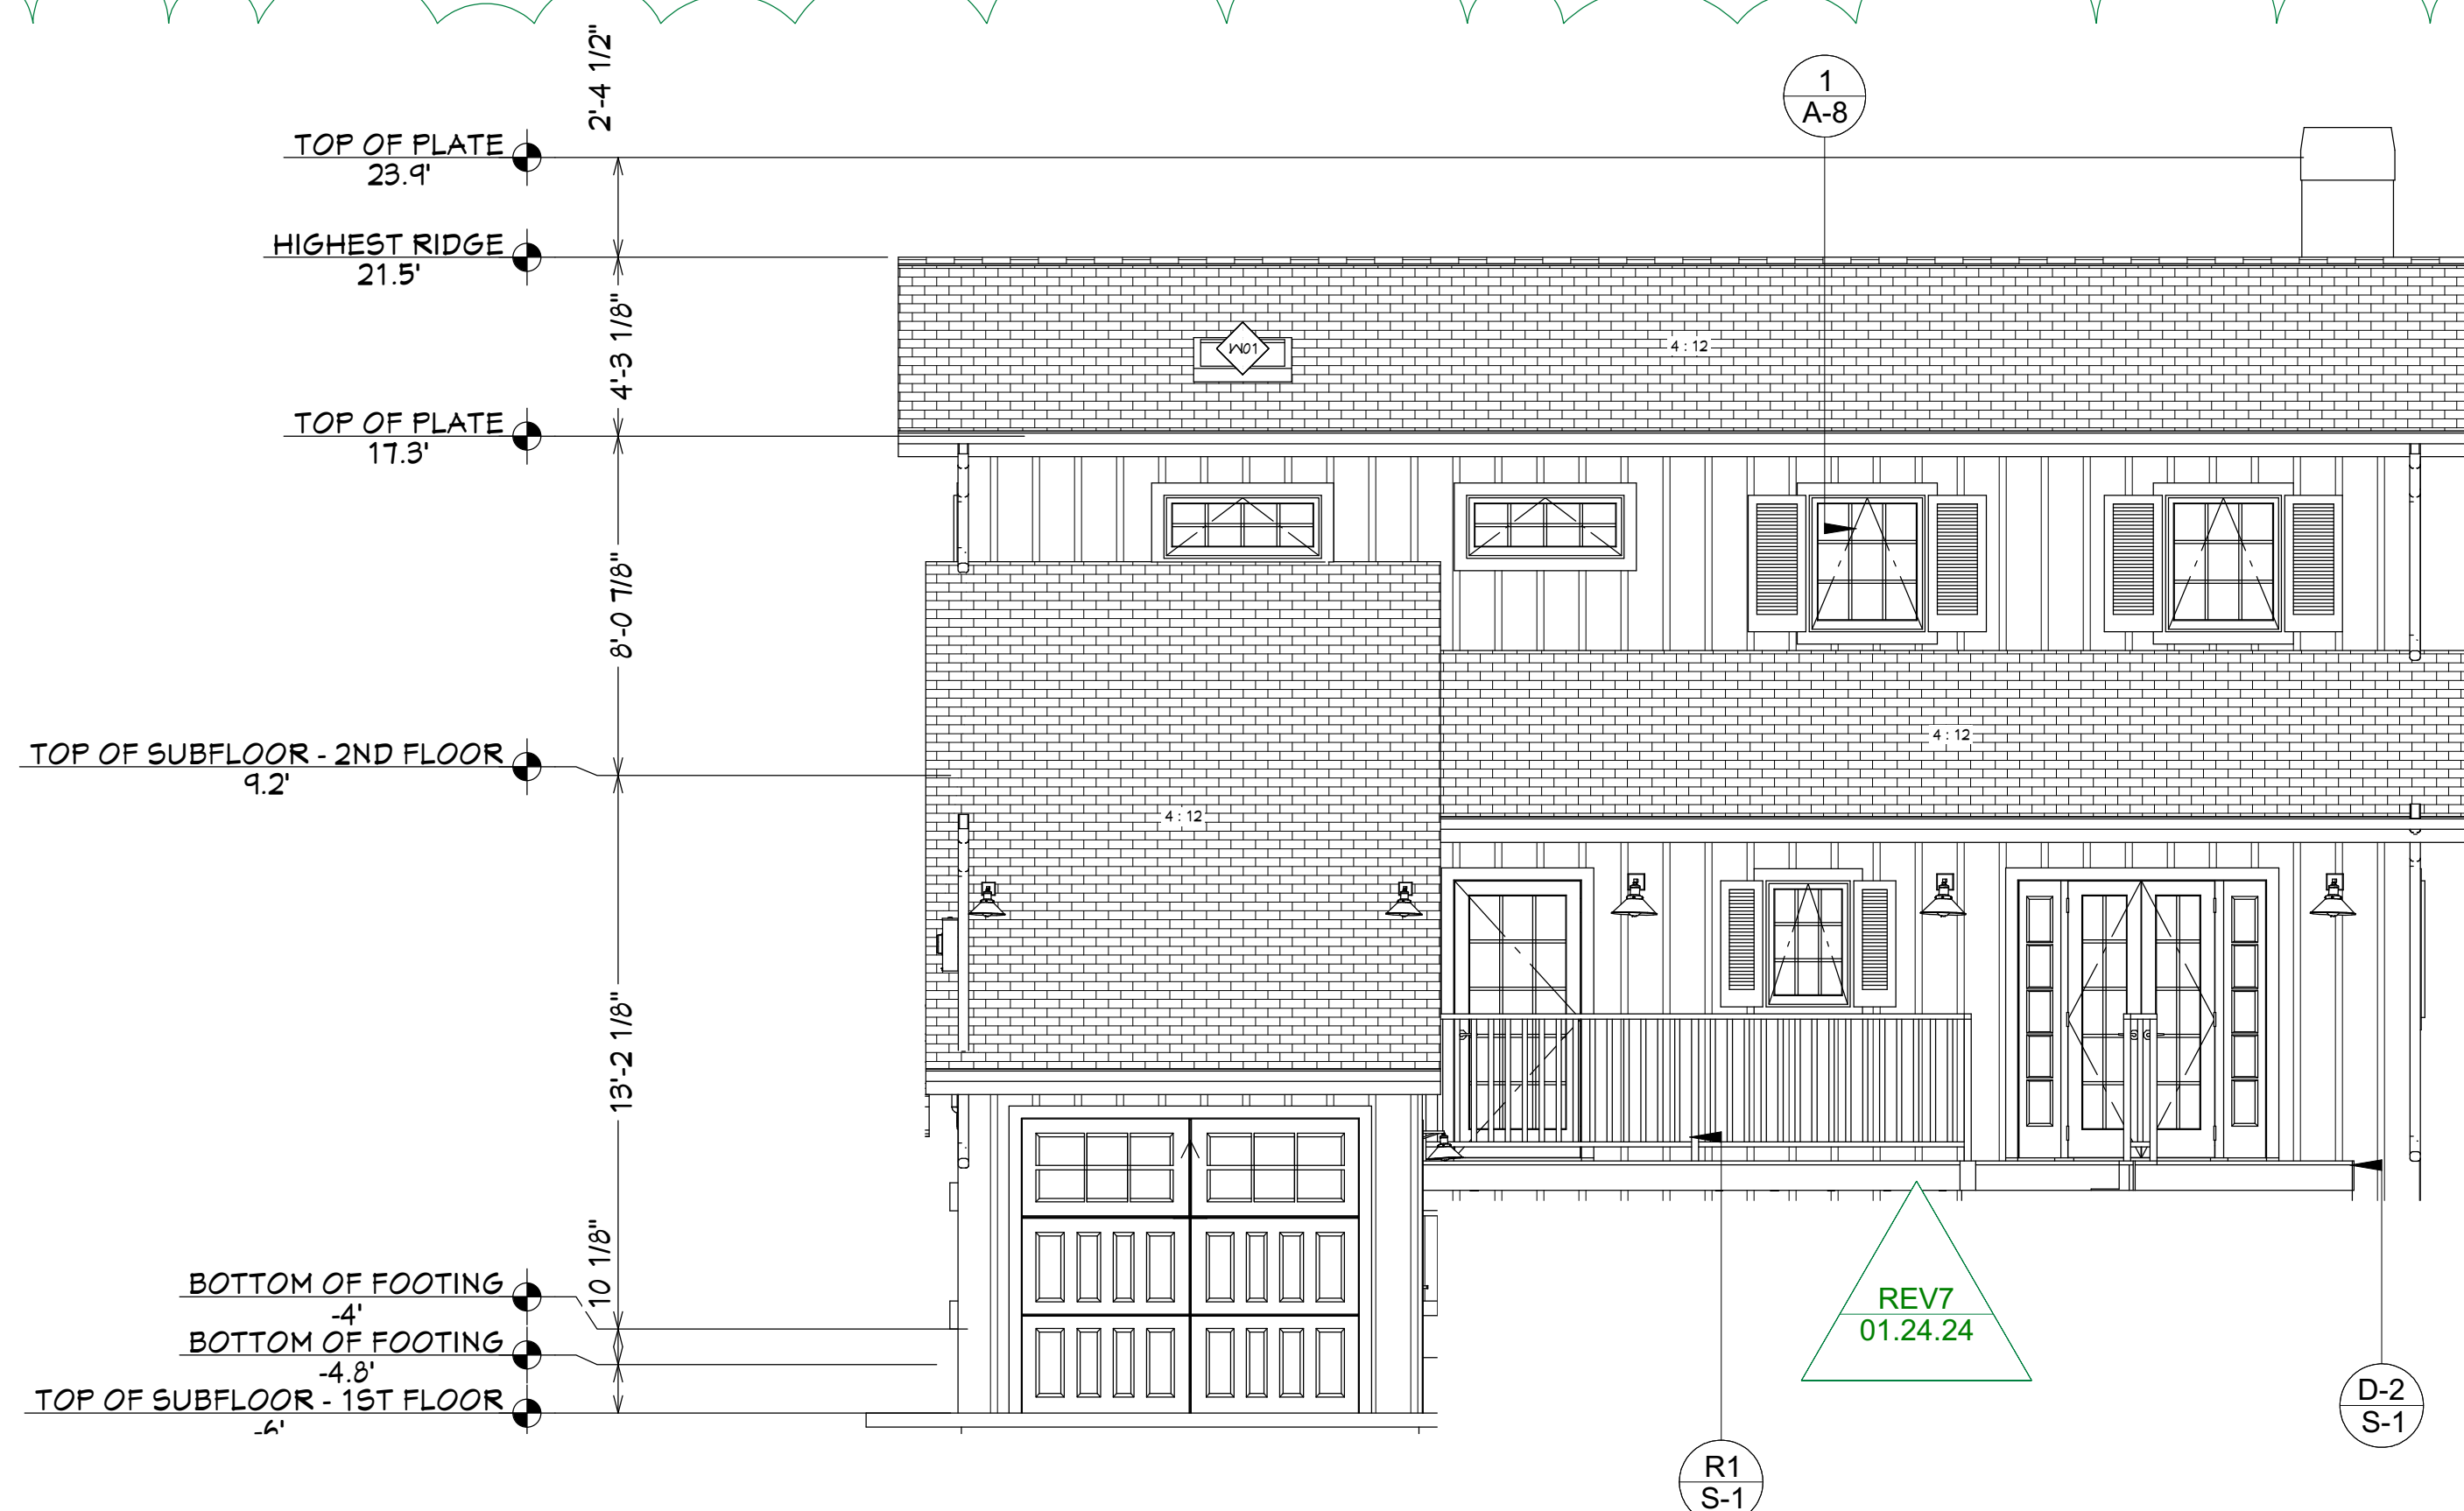 2'-4 1/2"
1
A-8
TOP OF PLATE
23.9'
HIGHEST RIDGE
21.5'
4'-3 1/8"
W01
4 : 12
TOP OF PLATE
17.3'
8'-0 7/8"
TOP OF SUBFLOOR - 2ND FLOOR
9.2'
4 : 12
4 : 12
13'-2 1/8"
10 1/8"
BOTTOM OF FOOTING
-4'
BOTTOM OF FOOTING
-4.8'
TOP OF SUBFLOOR - 1ST FLOOR
-6'
REV7
01.24.24
D-2
S-1
R1
S-1